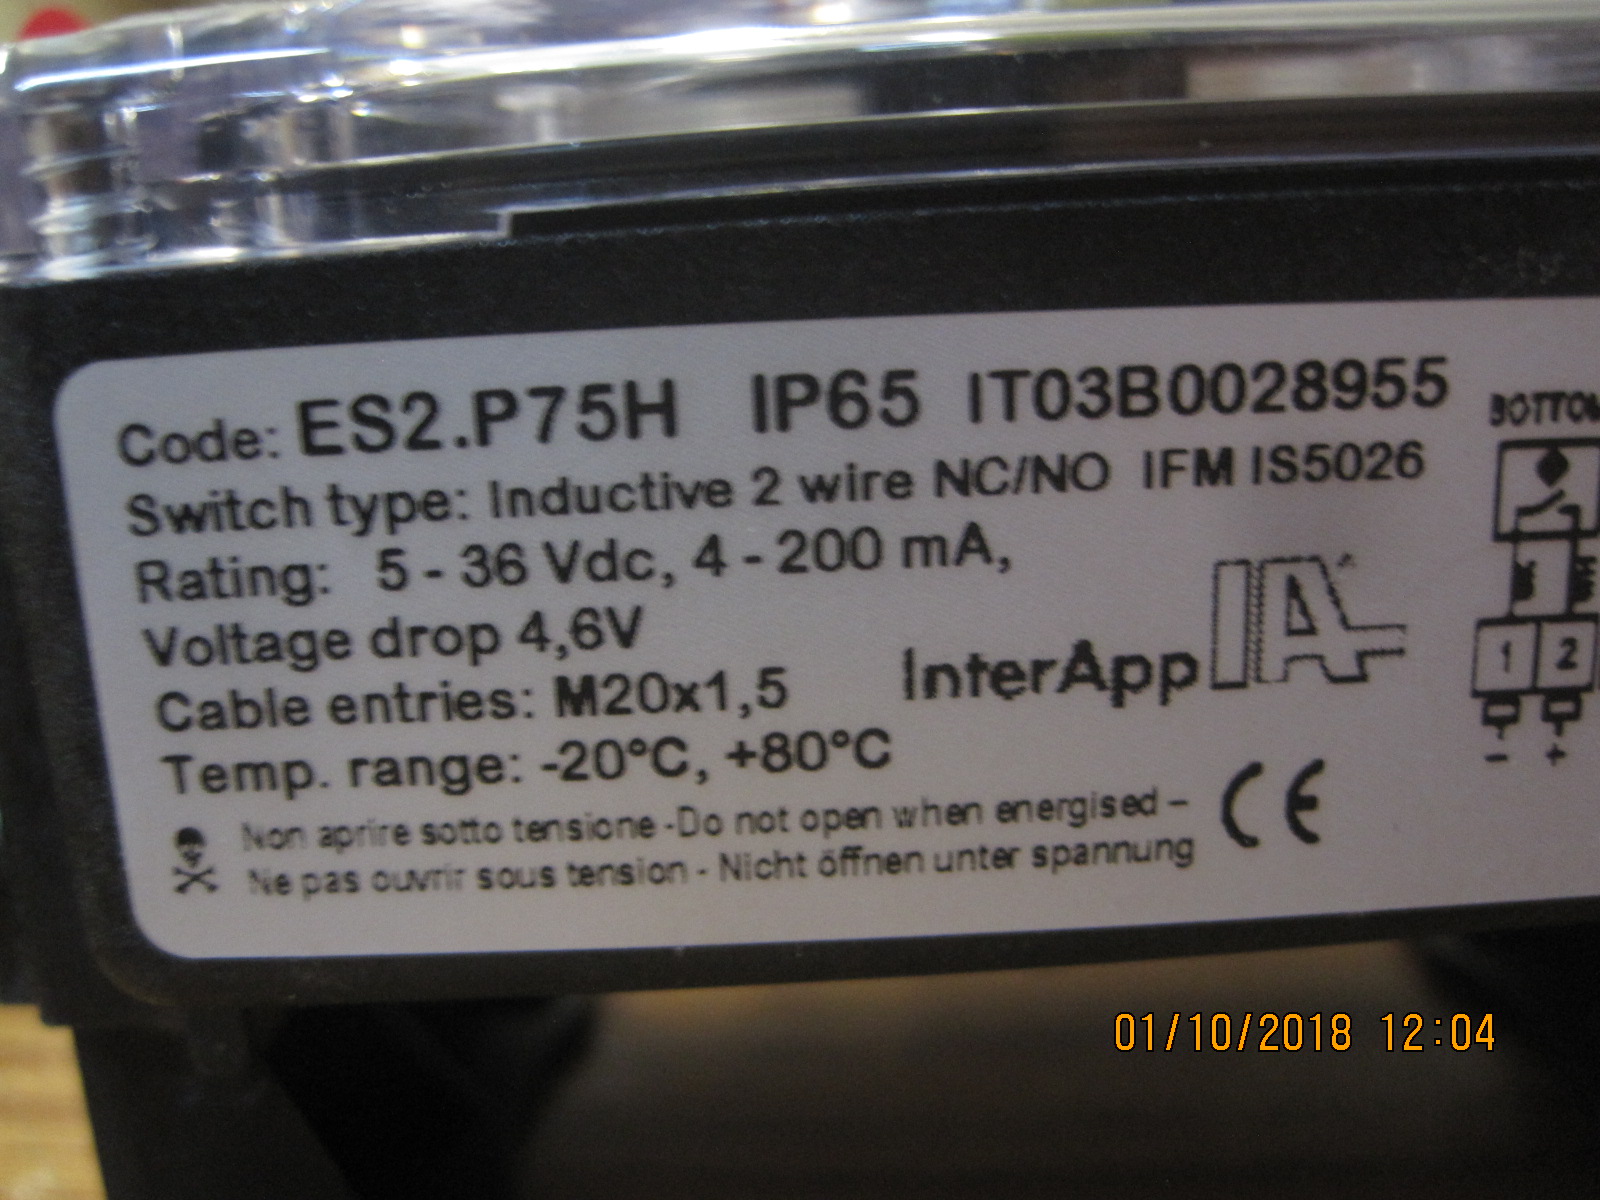 Code: ES2.P75H IP65 IT03B0028955
Switch type: Inductive 2 wire NC/NO IFM IS5026
Rating: 5 - 36 Vdc, 4 - 200 mA,
Voltage drop 4,6V
Cable entries: M20x1,5
Temp. range: -20°C, +80°C
Non aprire sotto tensione -Do not open when energised –
Ne pas ouvrir sous tension - Nicht öffnen unter spannung
InterApp IA
CE
1 2
- +
01/10/2018 12:04